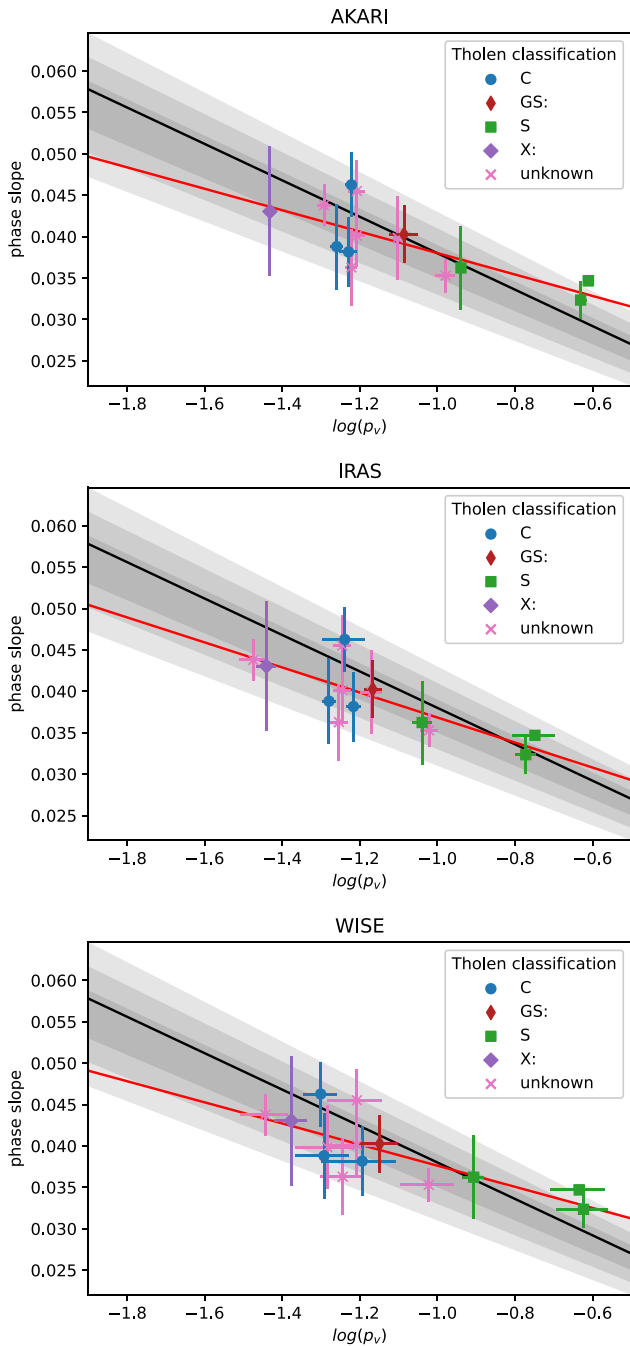 AKARI
Tholen classification
C
GS:
S
X:
unknown
phase slope
0.060
0.055
0.050
0.045
0.040
0.035
0.030
0.025
−1.8 −1.6 −1.4 −1.2 −1.0 −0.8 −0.6
log(pv)
IRAS
Tholen classification
C
GS:
S
X:
unknown
phase slope
0.060
0.055
0.050
0.045
0.040
0.035
0.030
0.025
−1.8 −1.6 −1.4 −1.2 −1.0 −0.8 −0.6
log(pv)
WISE
Tholen classification
C
GS:
S
X:
unknown
phase slope
0.060
0.055
0.050
0.045
0.040
0.035
0.030
0.025
−1.8 −1.6 −1.4 −1.2 −1.0 −0.8 −0.6
log(pv)